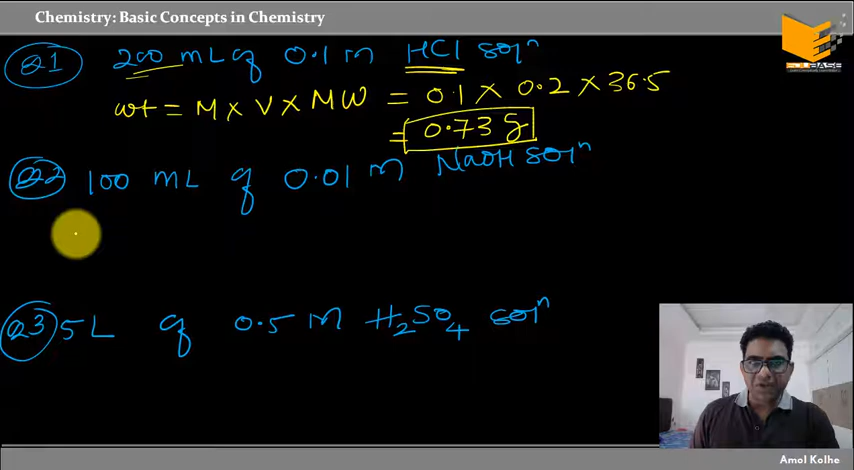 Chemistry: Basic Concepts in Chemistry
EDUBASE
Q1 200 mL of 0.1 M HCl solⁿ
wt = M x V x MW = 0.1 x 0.2 x 36.5
= 0.73 g
Q2 100 mL of 0.01 M NaOH solⁿ
Q3 5 L of 0.5 M H₂SO₄ solⁿ
Amol Kolhe